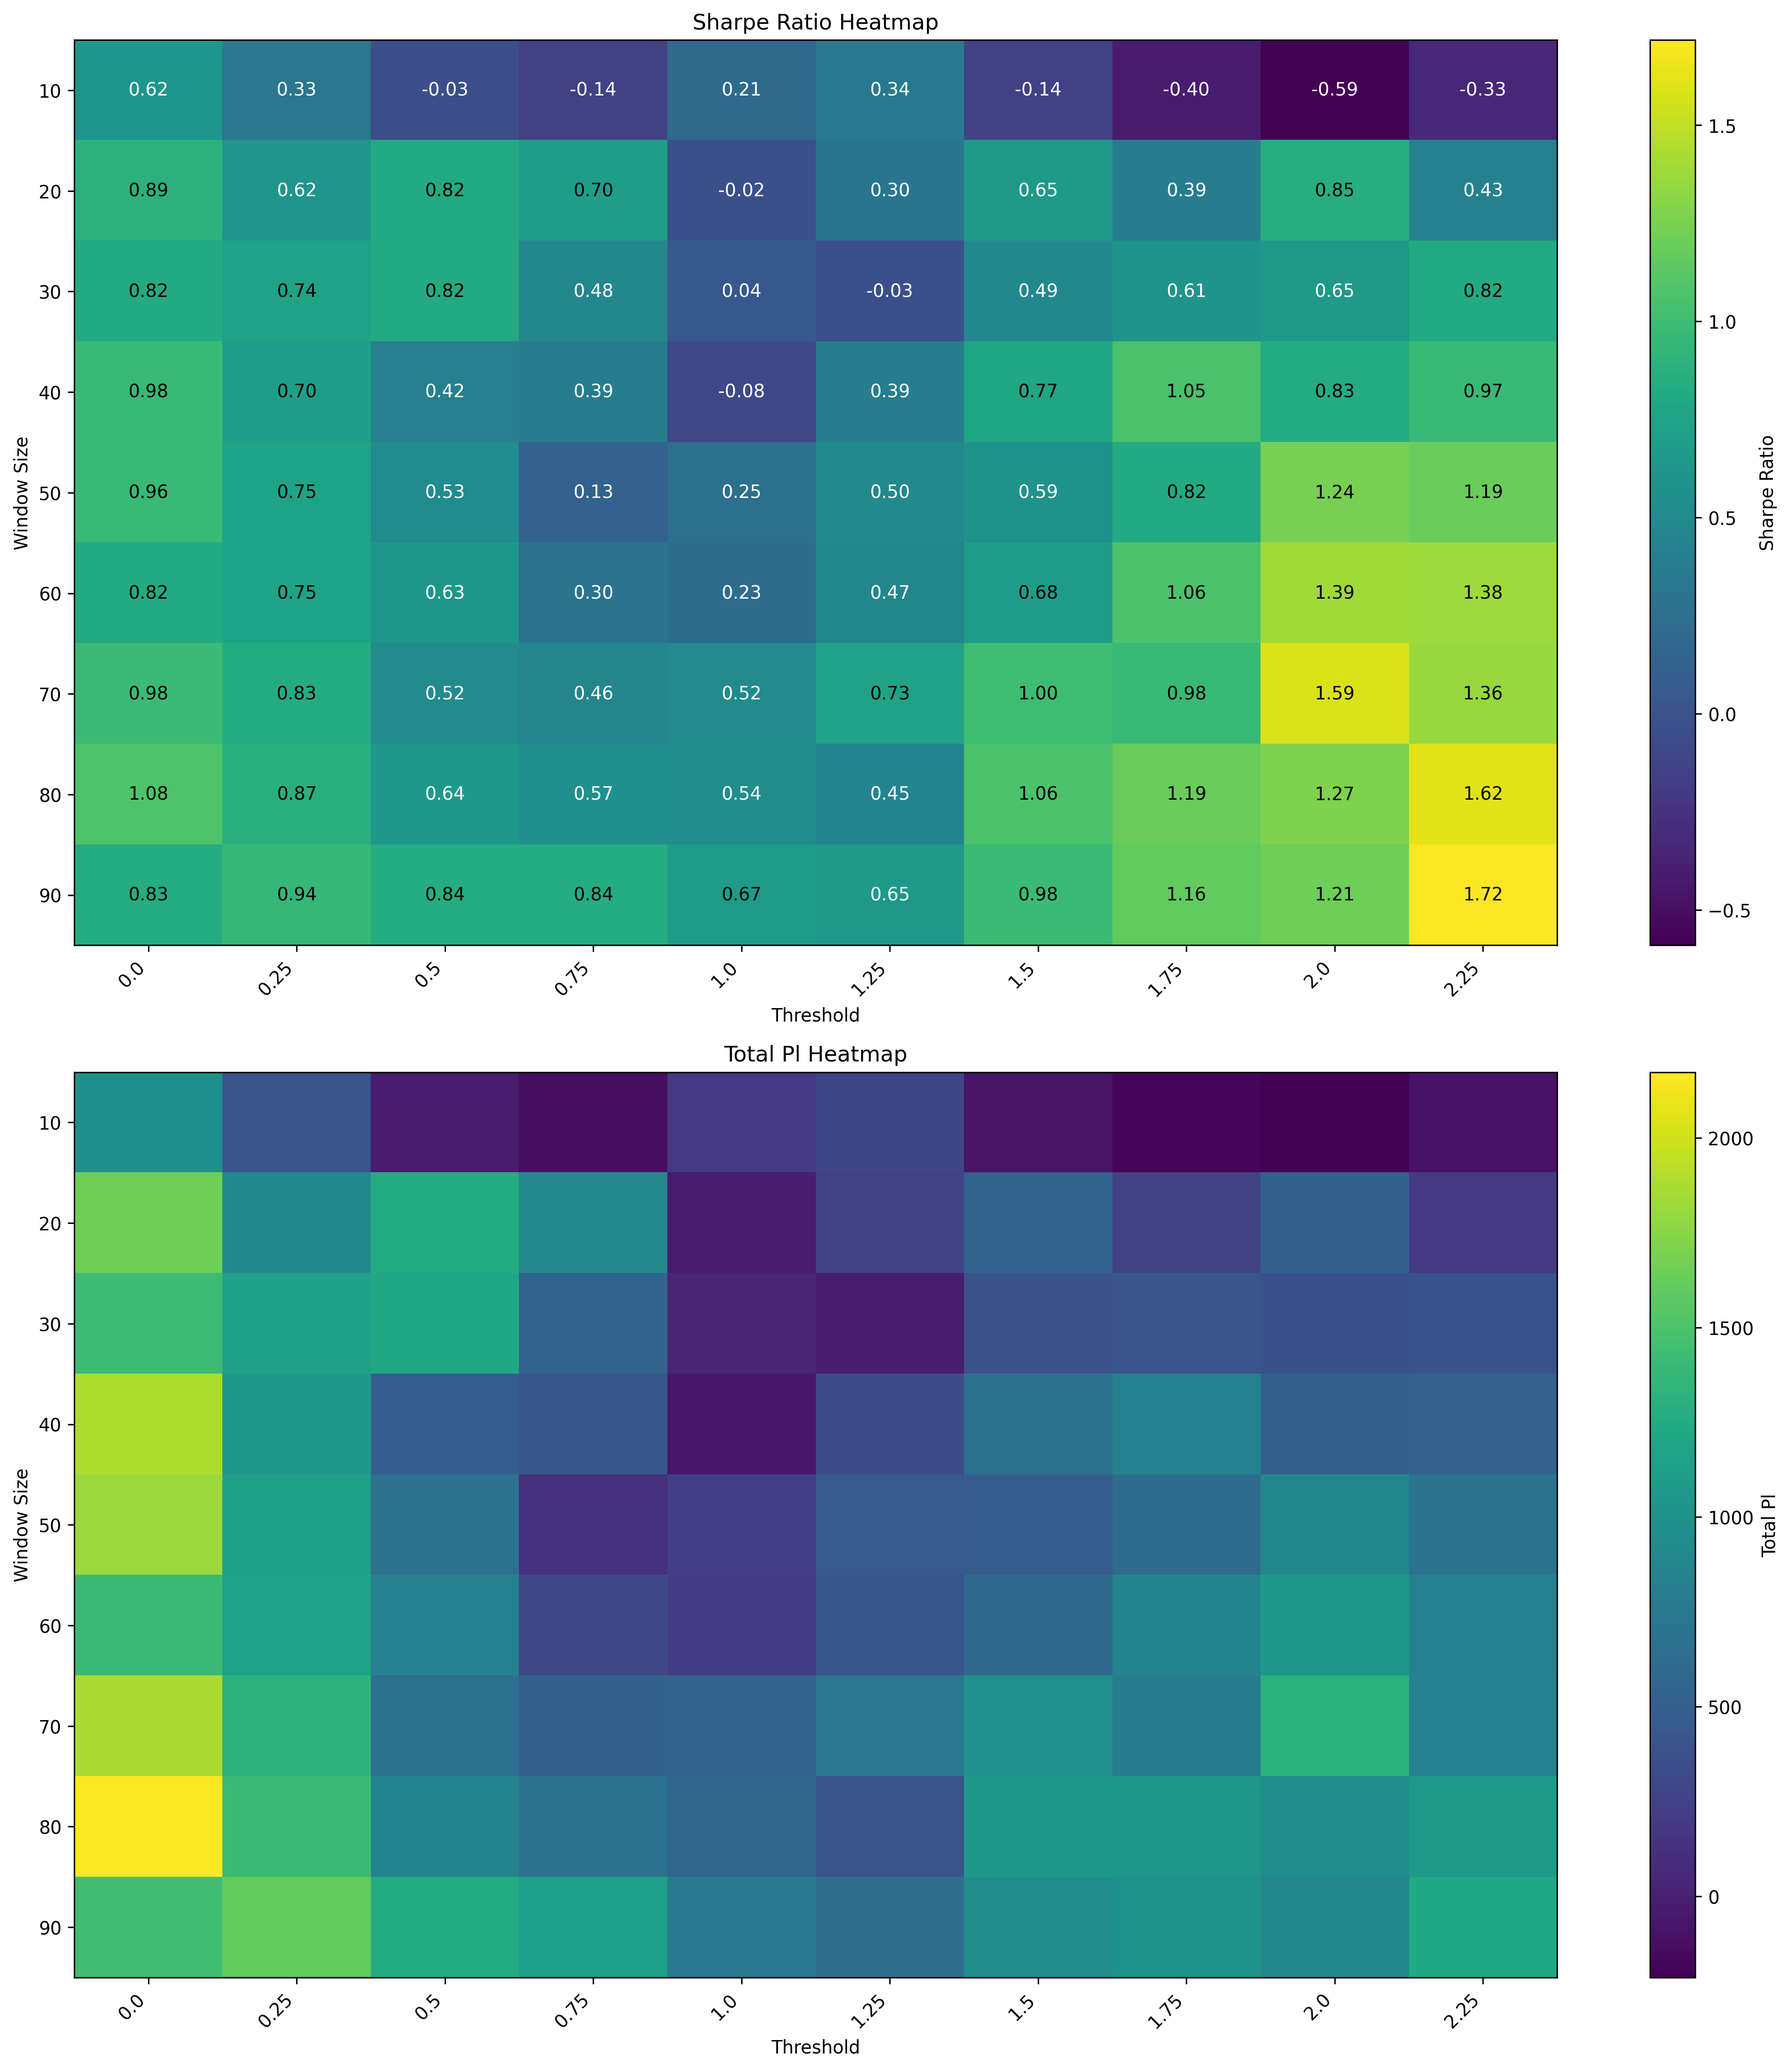 Sharpe Ratio Heatmap
10 0.62 0.33 -0.03 -0.14 0.21 0.34 -0.14 -0.40 -0.59 -0.33
20 0.89 0.62 0.82 0.70 -0.02 0.30 0.65 0.39 0.85 0.43
30 0.82 0.74 0.82 0.48 0.04 -0.03 0.49 0.61 0.65 0.82
40 0.98 0.70 0.42 0.39 -0.08 0.39 0.77 1.05 0.83 0.97
50 0.96 0.75 0.53 0.13 0.25 0.50 0.59 0.82 1.24 1.19
60 0.82 0.75 0.63 0.30 0.23 0.47 0.68 1.06 1.39 1.38
70 0.98 0.83 0.52 0.46 0.52 0.73 1.00 0.98 1.59 1.36
80 1.08 0.87 0.64 0.57 0.54 0.45 1.06 1.19 1.27 1.62
90 0.83 0.94 0.84 0.84 0.67 0.65 0.98 1.16 1.21 1.72
Window Size
0.0 0.25 0.5 0.75 1.0 1.25 1.5 1.75 2.0 2.25
Threshold
1.5
1.0
0.5
0.0
−0.5
Sharpe Ratio
Total Pl Heatmap
10
20
30
40
50
60
70
80
90
Window Size
0.0 0.25 0.5 0.75 1.0 1.25 1.5 1.75 2.0 2.25
Threshold
2000
1500
1000
500
0
Total Pl